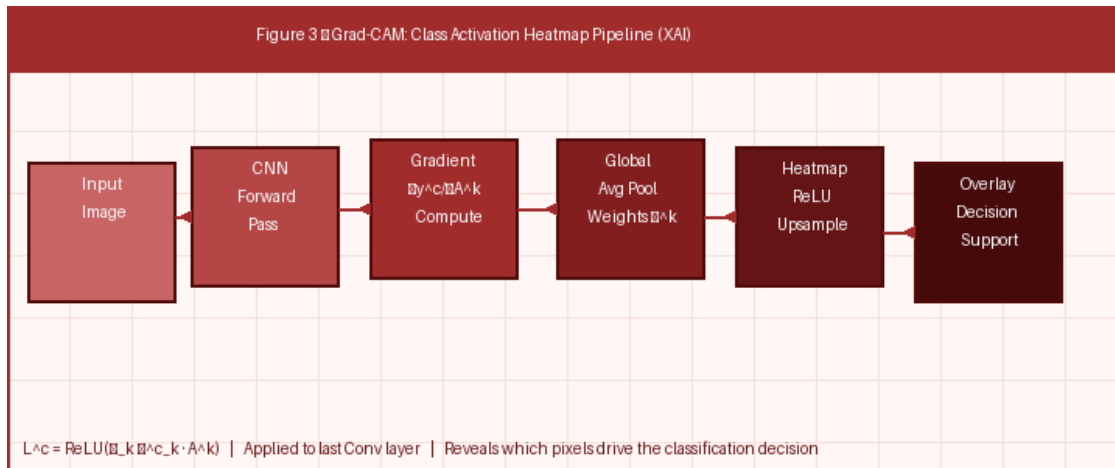 Figure 3 ☒ Grad-CAM: Class Activation Heatmap Pipeline (XAI)
Input
Image
CNN
Forward
Pass
Gradient
☒y^c/☒A^k
Compute
Global
Avg Pool
Weights ☒^k
Heatmap
ReLU
Upsample
Overlay
Decision
Support
L^c = ReLU(☒_k ☒^c_k · A^k) | Applied to last Conv layer | Reveals which pixels drive the classification decision